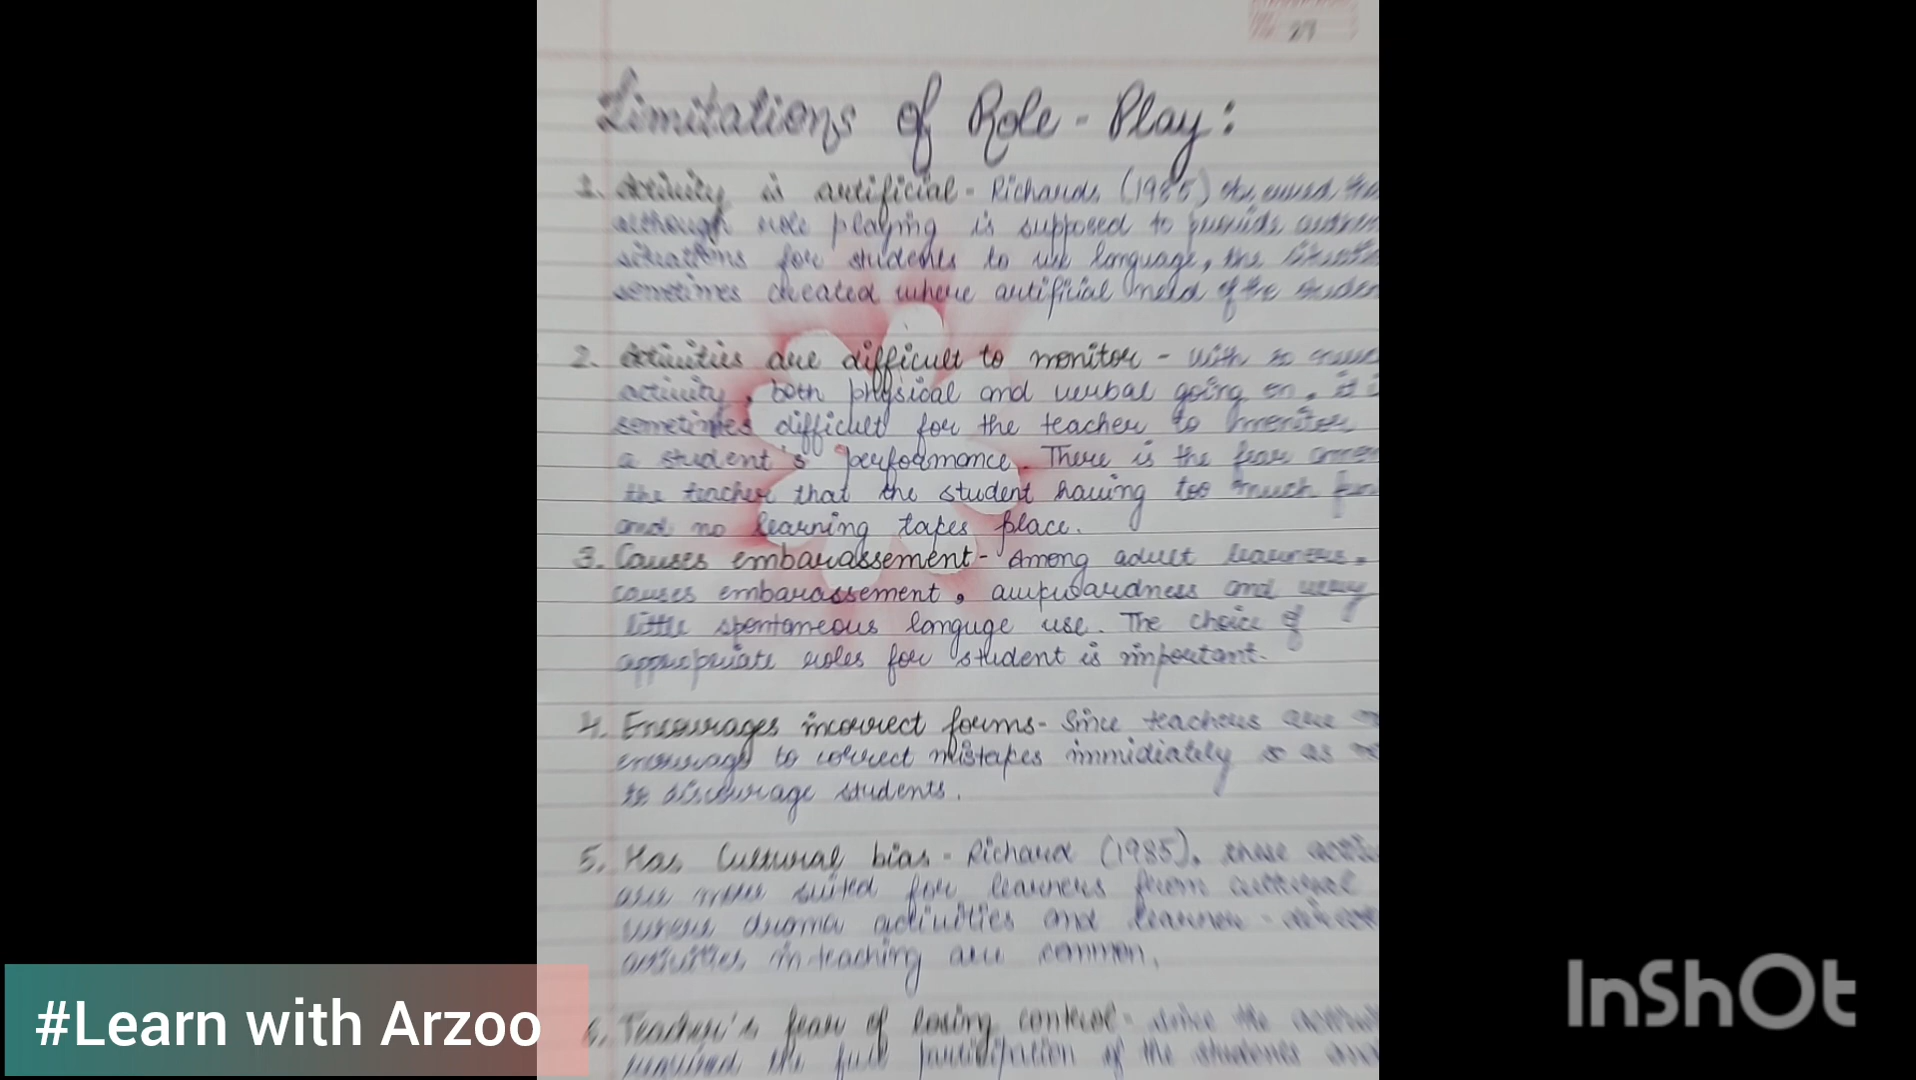 27
Limitations of Role-Play:
1. Activity is artificial - Richards, (1985)
although role playing is supposed to provide
situations for students to use language, the
sometimes created where artificial need of the
2. Activities are difficult to monitor - with so
activity, both physical and verbal going on, it
sometimes difficult for the teacher to monitor
a student's performance. There is the fear
the teacher that the student having too much
and no learning takes place.
3. Causes embarassement - Among adult learners,
causes embarassement, awkwardness and very
little spontaneous languge use. The choice of
appropriate roles for student is important.
4. Encourages incorrect forms - Since teachers are
encourage to correct mistakes immidiately as
to discourage students.
5. Has Cultural bias - Richard (1985), these
are more suited for learners from cultural
where drama activities and learner -
activities in teaching are common.
6. Teacher's fear of losing control - since the
required the full participation of the students and
#Learn with Arzoo
InShOt